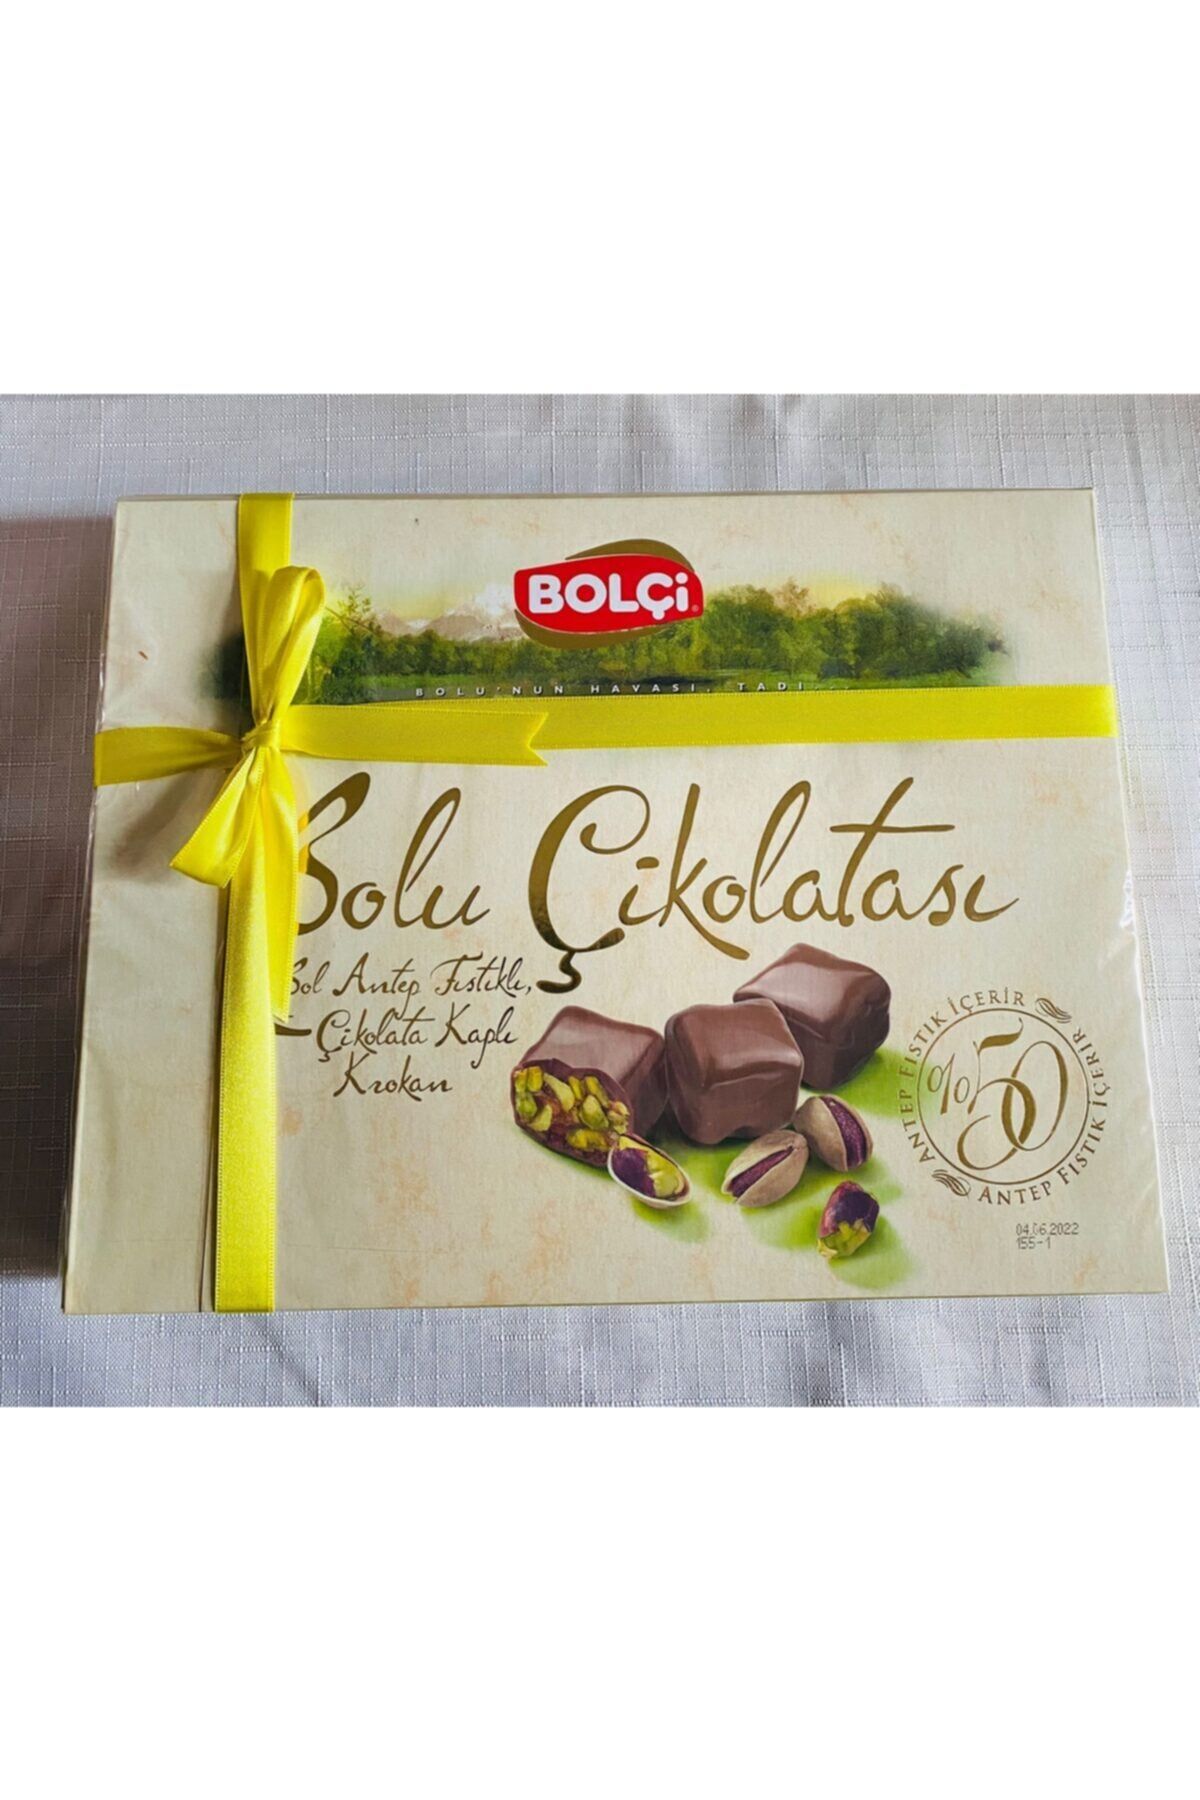 BOLÇi
BOLU'NUN HAVASI, TADI...
Bolu Çikolatası
Bol Antep Fıstıklı,
Çikolata Kaplı
Krokan
ANTEP FISTIK İÇERİR
ANTEP FISTIK İÇERİR
%50
04.06.2022
155-1